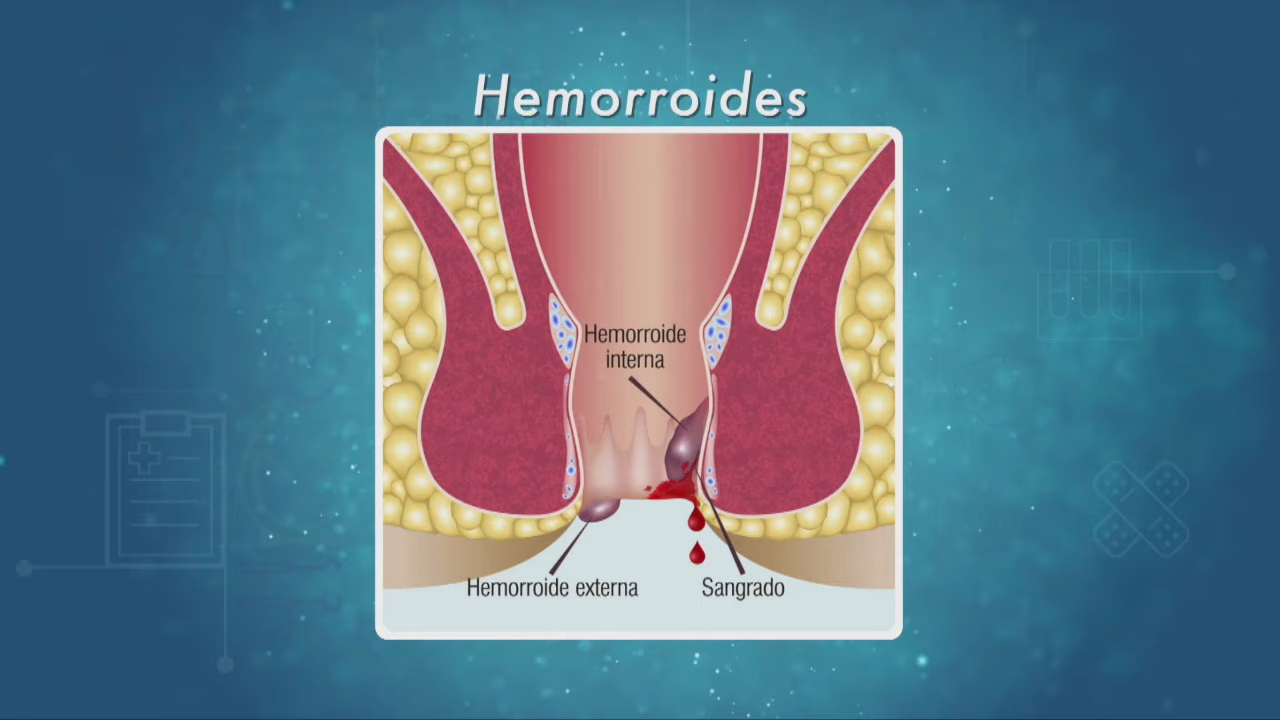 Hemorroides
Hemorroide
interna
Hemorroide externa
Sangrado